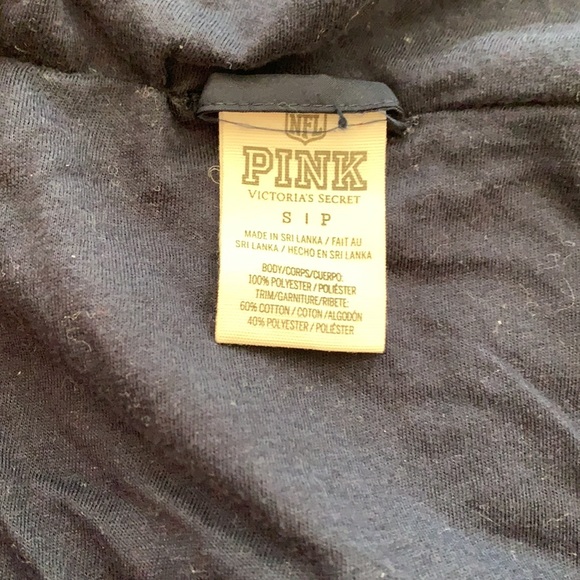 NFL
PINK
VICTORIA'S SECRET
S | P
MADE IN SRI LANKA / FAIT AU
SRI LANKA / HECHO EN SRI LANKA
BODY/CORPS/CUERPO:
100% POLYESTER / POLIÉSTER
TRIM/GARNITURE/RIBETE:
60% COTTON / COTON /ALGODÓN
40% POLYESTER / POLIÉSTER